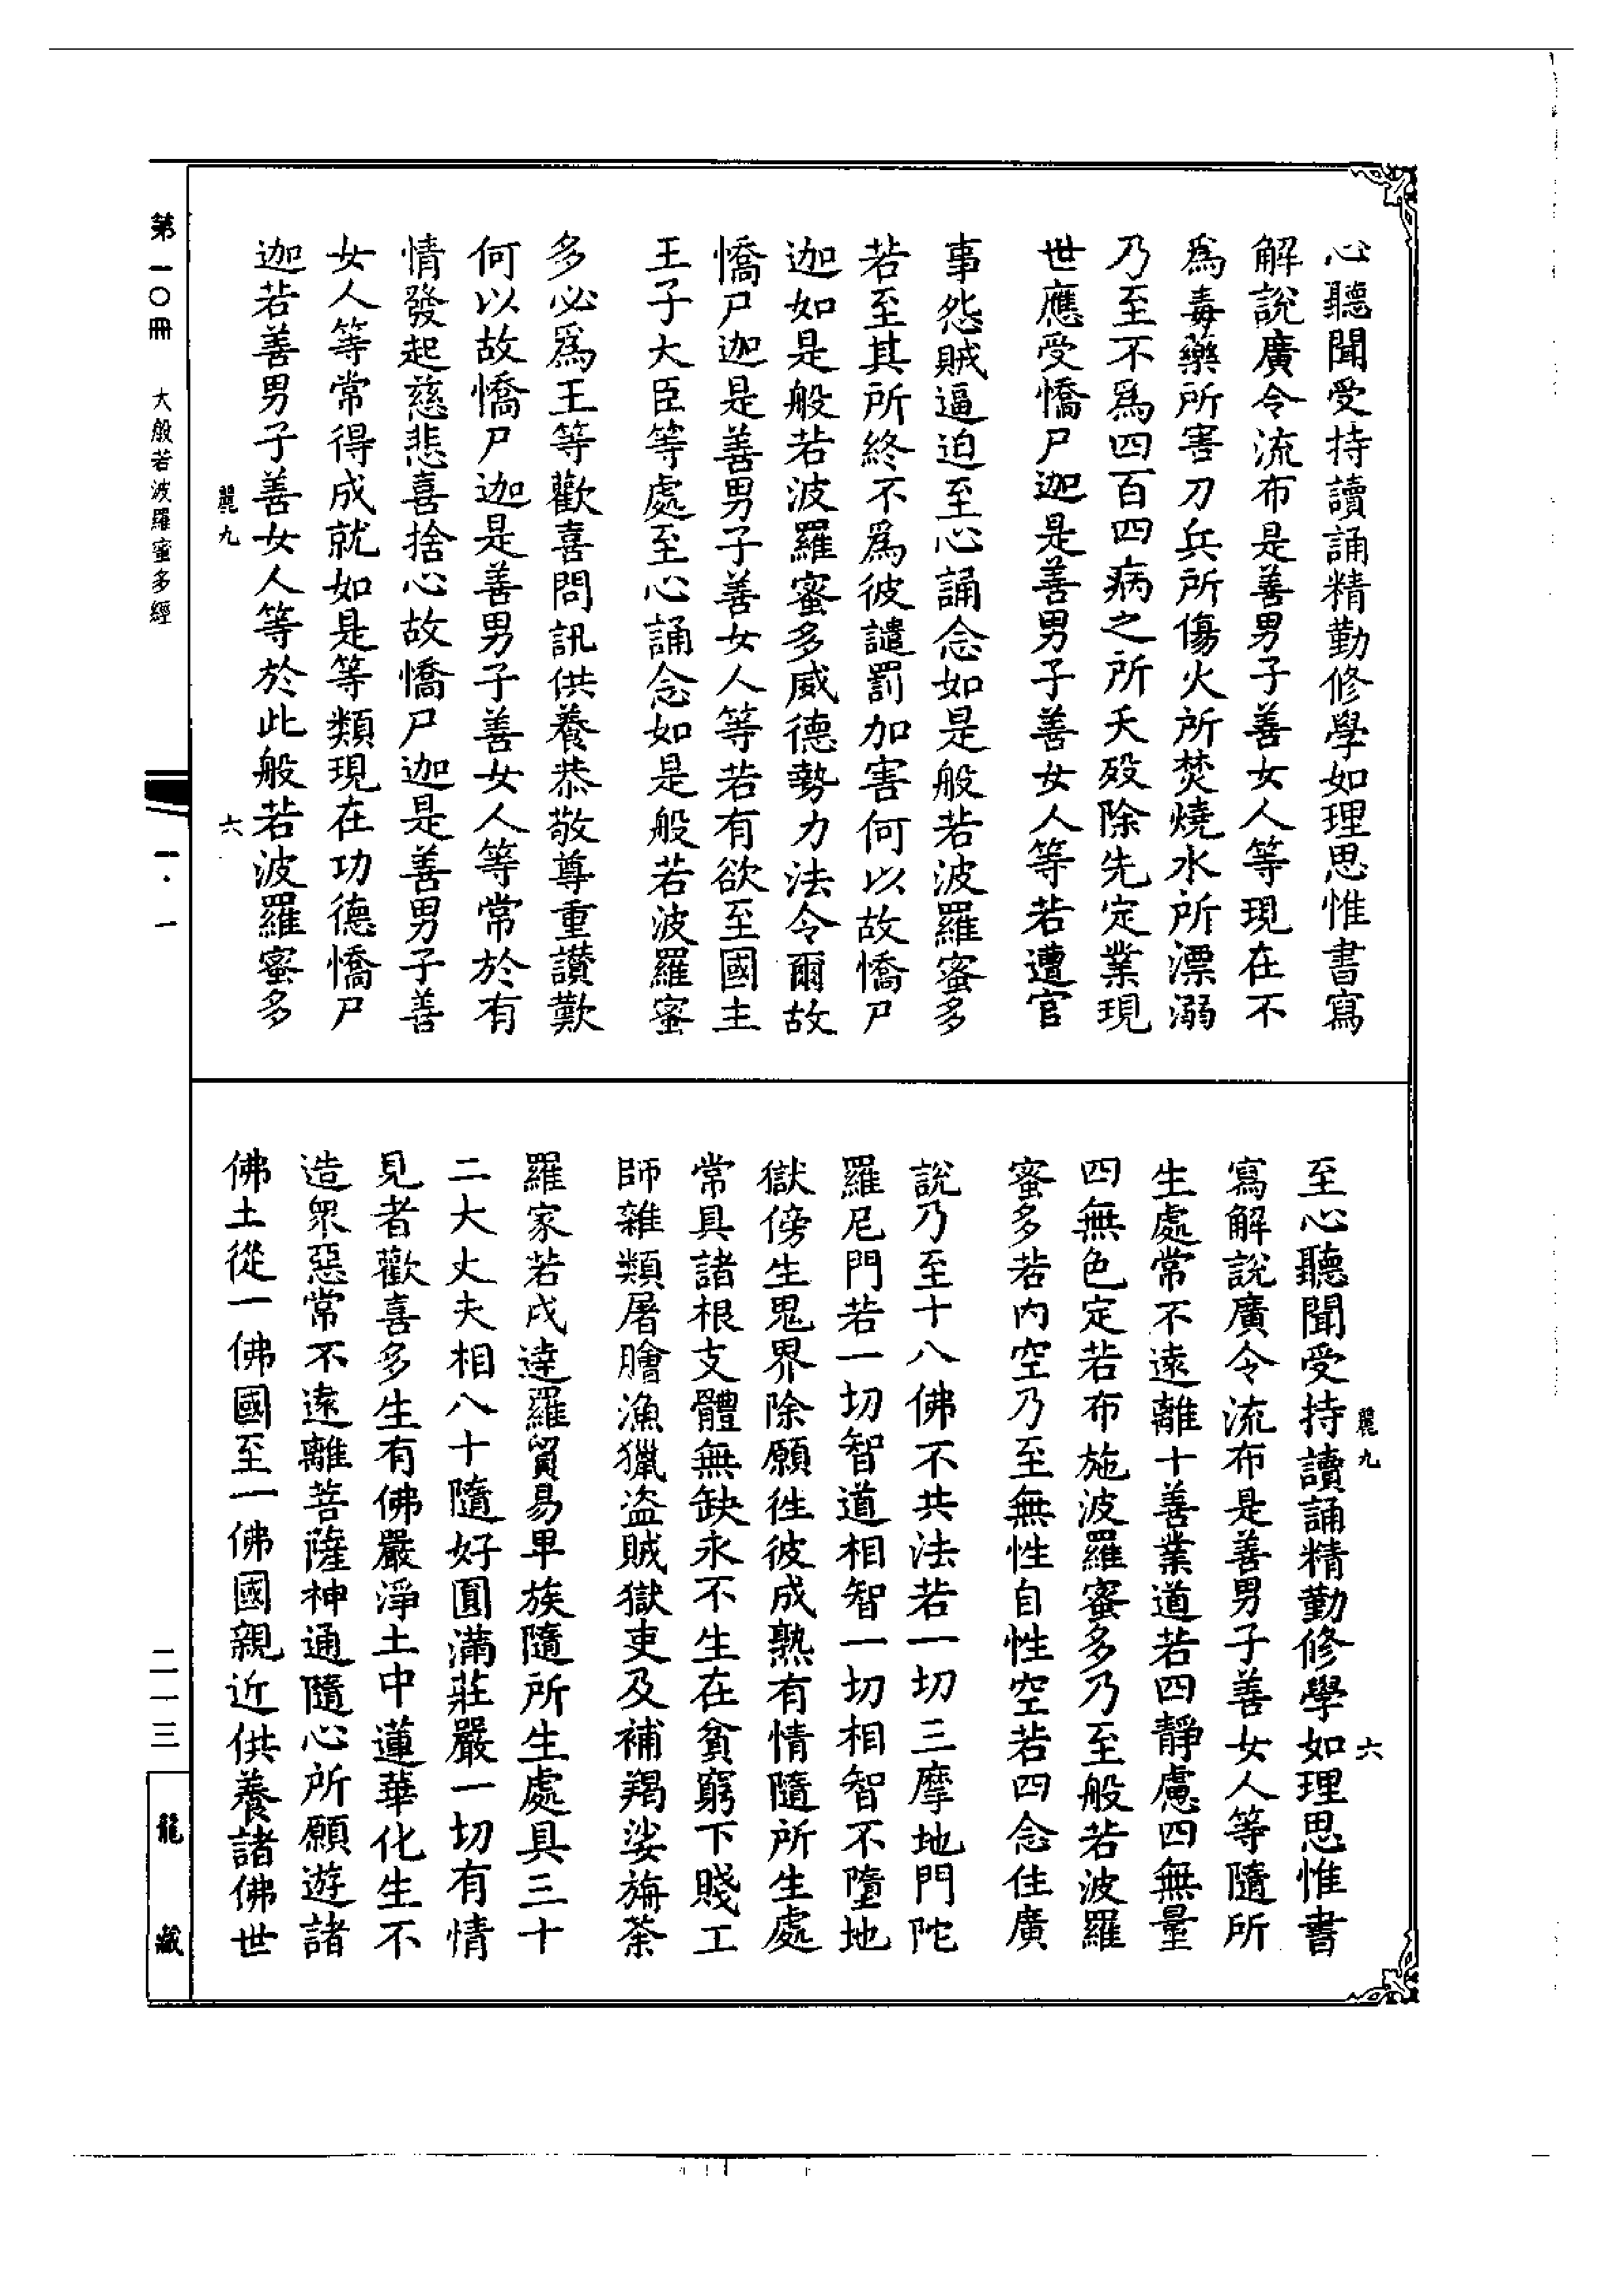 心聽聞受持讀誦精勤修學如理思惟書寫
解說廣令流布是善男子善女人等現在不
爲毒藥所害刀兵所傷火所焚燒水所漂溺
乃至不爲四百四病之所夭歿除先定業現
世應受憍尸迦是善男子善女人等若遭官
事怨賊逼迫至心誦念如是般若波羅蜜多
若至其所終不爲彼譴罰加害何以故憍尸
迦如是般若波羅蜜多威德勢力法令爾故
憍尸迦是善男子善女人等若有欲至國主
王子大臣等處至心誦念如是般若波羅蜜
多必爲王等歡喜問訊供養恭敬尊重讃歎
何以故憍尸迦是善男子善女人等常於有
情發起慈悲喜捨心故憍尸迦是善男子善
女人等常得成就如是等類現在功德憍尸
迦若善男子善女人等於此般若波羅蜜多
麗九 六
至心聽聞受持讀誦精勤修學如理思惟書
寫解說廣令流布是善男子善女人等隨所
生處常不遠離十善業道若四靜慮四無量
四無色定若布施波羅蜜多乃至般若波羅
蜜多若內空乃至無性自性空若四念住廣
說乃至十八佛不共法若一切三摩地門陀
羅尼門若一切智道相智一切相智不墮地
獄傍生鬼界除願徃彼成熟有情隨所生處
常具諸根支體無缺永不生在貧窮下賤工
師雜類屠膾漁獵盜賊獄吏及補羯娑旃荼
羅家若戍達羅貿易卑族隨所生處具三十
二大丈夫相八十隨好圓滿莊嚴一切有情
見者歡喜多生有佛嚴淨土中蓮華化生不
造眾惡常不遠離菩薩神通隨心所願遊諸
佛土從一佛國至一佛國親近供養諸佛世
麗九 六
第一〇冊 大般若波羅蜜多經 一·一 二一三 龍藏